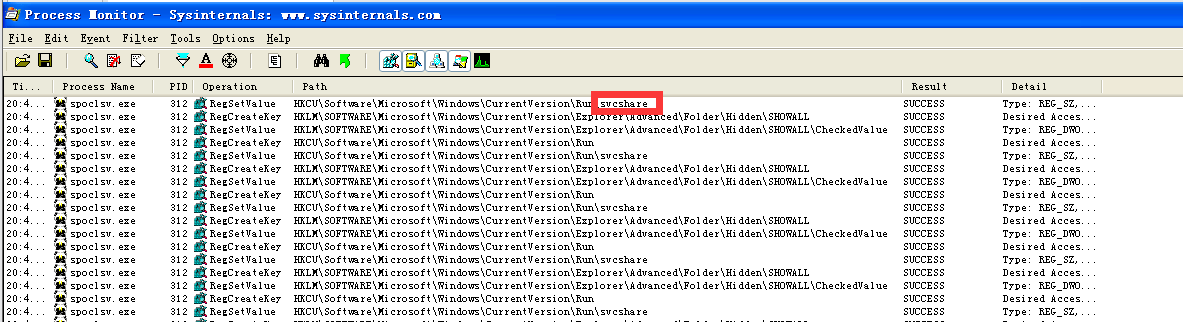 Process Monitor - Sysinternals: www.sysinternals.com
File Edit Event Filter Tools Options Help
Ti... Process Name PID Operation Path Result Detail
20:4... spoclsv.exe 312 RegSetValue HKCU\Software\Microsoft\Windows\CurrentVersion\Run\svcshare SUCCESS Type: REG_SZ,...
20:4... spoclsv.exe 312 RegCreateKey HKLM\SOFTWARE\Microsoft\Windows\CurrentVersion\Explorer\Advanced\Folder\Hidden\SHOWALL SUCCESS Desired Acces...
20:4... spoclsv.exe 312 RegSetValue HKLM\SOFTWARE\Microsoft\Windows\CurrentVersion\Explorer\Advanced\Folder\Hidden\SHOWALL\CheckedValue SUCCESS Type: REG_DWO...
20:4... spoclsv.exe 312 RegCreateKey HKCU\Software\Microsoft\Windows\CurrentVersion\Run SUCCESS Desired Acces...
20:4... spoclsv.exe 312 RegSetValue HKCU\Software\Microsoft\Windows\CurrentVersion\Run\svcshare SUCCESS Type: REG_SZ,...
20:4... spoclsv.exe 312 RegCreateKey HKLM\SOFTWARE\Microsoft\Windows\CurrentVersion\Explorer\Advanced\Folder\Hidden\SHOWALL SUCCESS Desired Acces...
20:4... spoclsv.exe 312 RegSetValue HKLM\SOFTWARE\Microsoft\Windows\CurrentVersion\Explorer\Advanced\Folder\Hidden\SHOWALL\CheckedValue SUCCESS Type: REG_DWO...
20:4... spoclsv.exe 312 RegCreateKey HKCU\Software\Microsoft\Windows\CurrentVersion\Run SUCCESS Desired Acces...
20:4... spoclsv.exe 312 RegSetValue HKCU\Software\Microsoft\Windows\CurrentVersion\Run\svcshare SUCCESS Type: REG_SZ,...
20:4... spoclsv.exe 312 RegCreateKey HKLM\SOFTWARE\Microsoft\Windows\CurrentVersion\Explorer\Advanced\Folder\Hidden\SHOWALL SUCCESS Desired Acces...
20:4... spoclsv.exe 312 RegSetValue HKLM\SOFTWARE\Microsoft\Windows\CurrentVersion\Explorer\Advanced\Folder\Hidden\SHOWALL\CheckedValue SUCCESS Type: REG_DWO...
20:4... spoclsv.exe 312 RegCreateKey HKCU\Software\Microsoft\Windows\CurrentVersion\Run SUCCESS Desired Acces...
20:4... spoclsv.exe 312 RegSetValue HKCU\Software\Microsoft\Windows\CurrentVersion\Run\svcshare SUCCESS Type: REG_SZ,...
20:4... spoclsv.exe 312 RegCreateKey HKLM\SOFTWARE\Microsoft\Windows\CurrentVersion\Explorer\Advanced\Folder\Hidden\SHOWALL SUCCESS Desired Acces...
20:4... spoclsv.exe 312 RegSetValue HKLM\SOFTWARE\Microsoft\Windows\CurrentVersion\Explorer\Advanced\Folder\Hidden\SHOWALL\CheckedValue SUCCESS Type: REG_DWO...
20:4... spoclsv.exe 312 RegCreateKey HKCU\Software\Microsoft\Windows\CurrentVersion\Run SUCCESS Desired Acces...
20:4... spoclsv.exe 312 RegSetValue HKCU\Software\Microsoft\Windows\CurrentVersion\Run\svcshare SUCCESS Type: REG_SZ,...